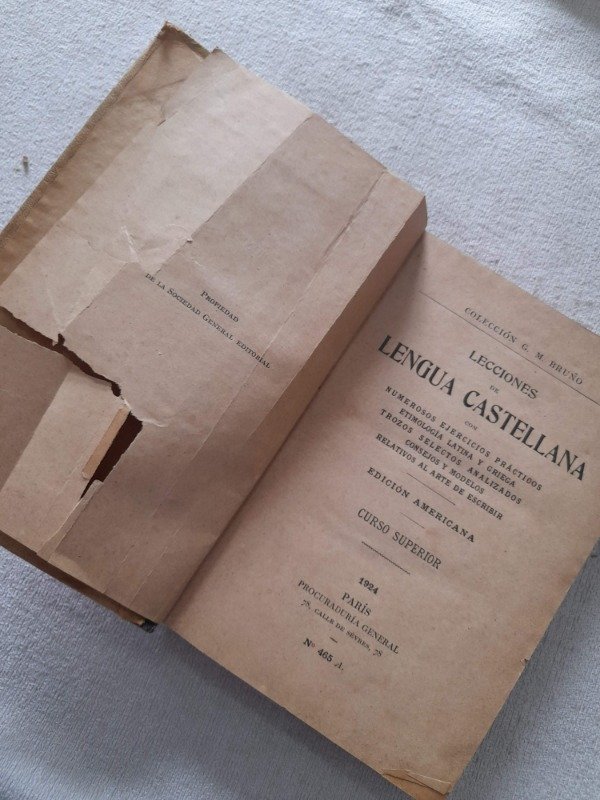 PROPIEDAD
DE LA SOCIEDAD GENERAL EDITORIAL
COLECCIÓN G. M. BRUÑO
LECCIONES
DE
LENGUA CASTELLANA
CON
NUMEROSOS EJERCICIOS PRÁCTICOS
ETIMOLOGÍA LATINA Y GRIEGA
TROZOS SELECTOS ANALIZADOS
CONSEJOS Y MODELOS
RELATIVOS AL ARTE DE ESCRIBIR
EDICIÓN AMERICANA
CURSO SUPERIOR
1924
PARÍS
PROCURADURÍA GENERAL
78, CALLE DE SÈVRES, 78
Nº 465 A.